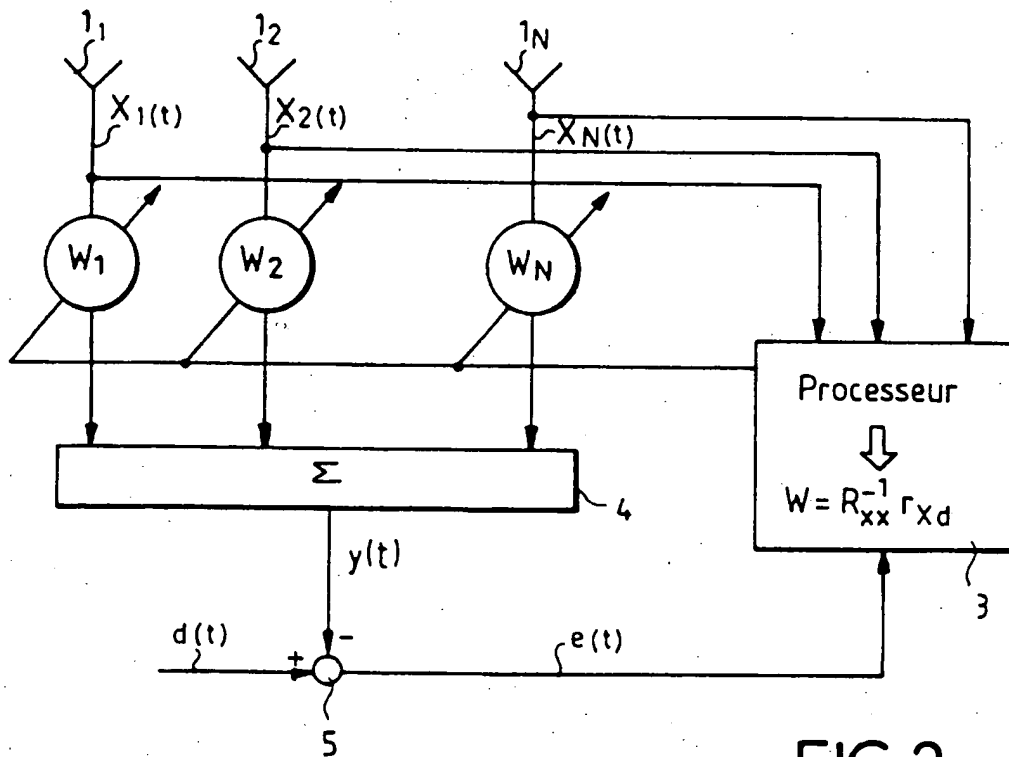 1₁ 1₂ 1N
X1(t) X2(t) XN(t)
W1 W2 WN
Processeur
W = R⁻¹xx rXd
Σ
4
3
y(t)
d(t) + - e(t)
5